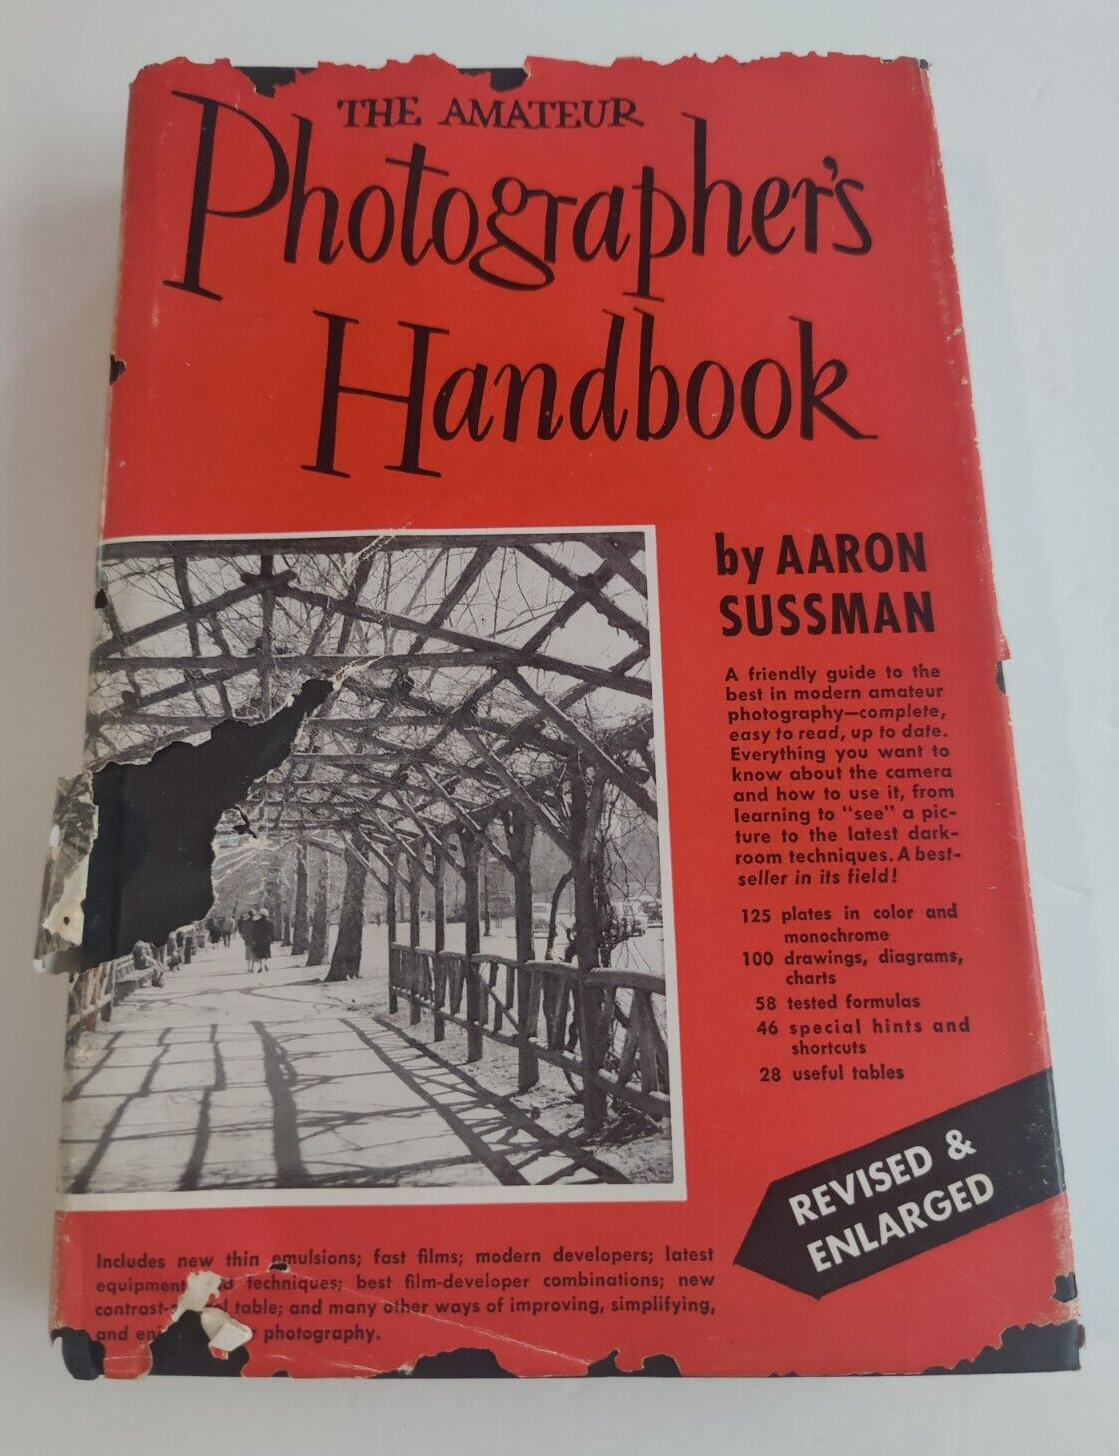 THE AMATEUR
Photographer's
Handbook
by AARON
SUSSMAN
A friendly guide to the
best in modern amateur
photography—complete,
easy to read, up to date.
Everything you want to
know about the camera
and how to use it, from
learning to "see" a pic-
ture to the latest dark-
room techniques. A best-
seller in its field!
125 plates in color and
monochrome
100 drawings, diagrams,
charts
58 tested formulas
46 special hints and
shortcuts
28 useful tables
REVISED &
ENLARGED
Includes new thin emulsions; fast films; modern developers; latest
equipment techniques; best film-developer combinations; new
table; and many other ways of improving, simplifying,
and photography.